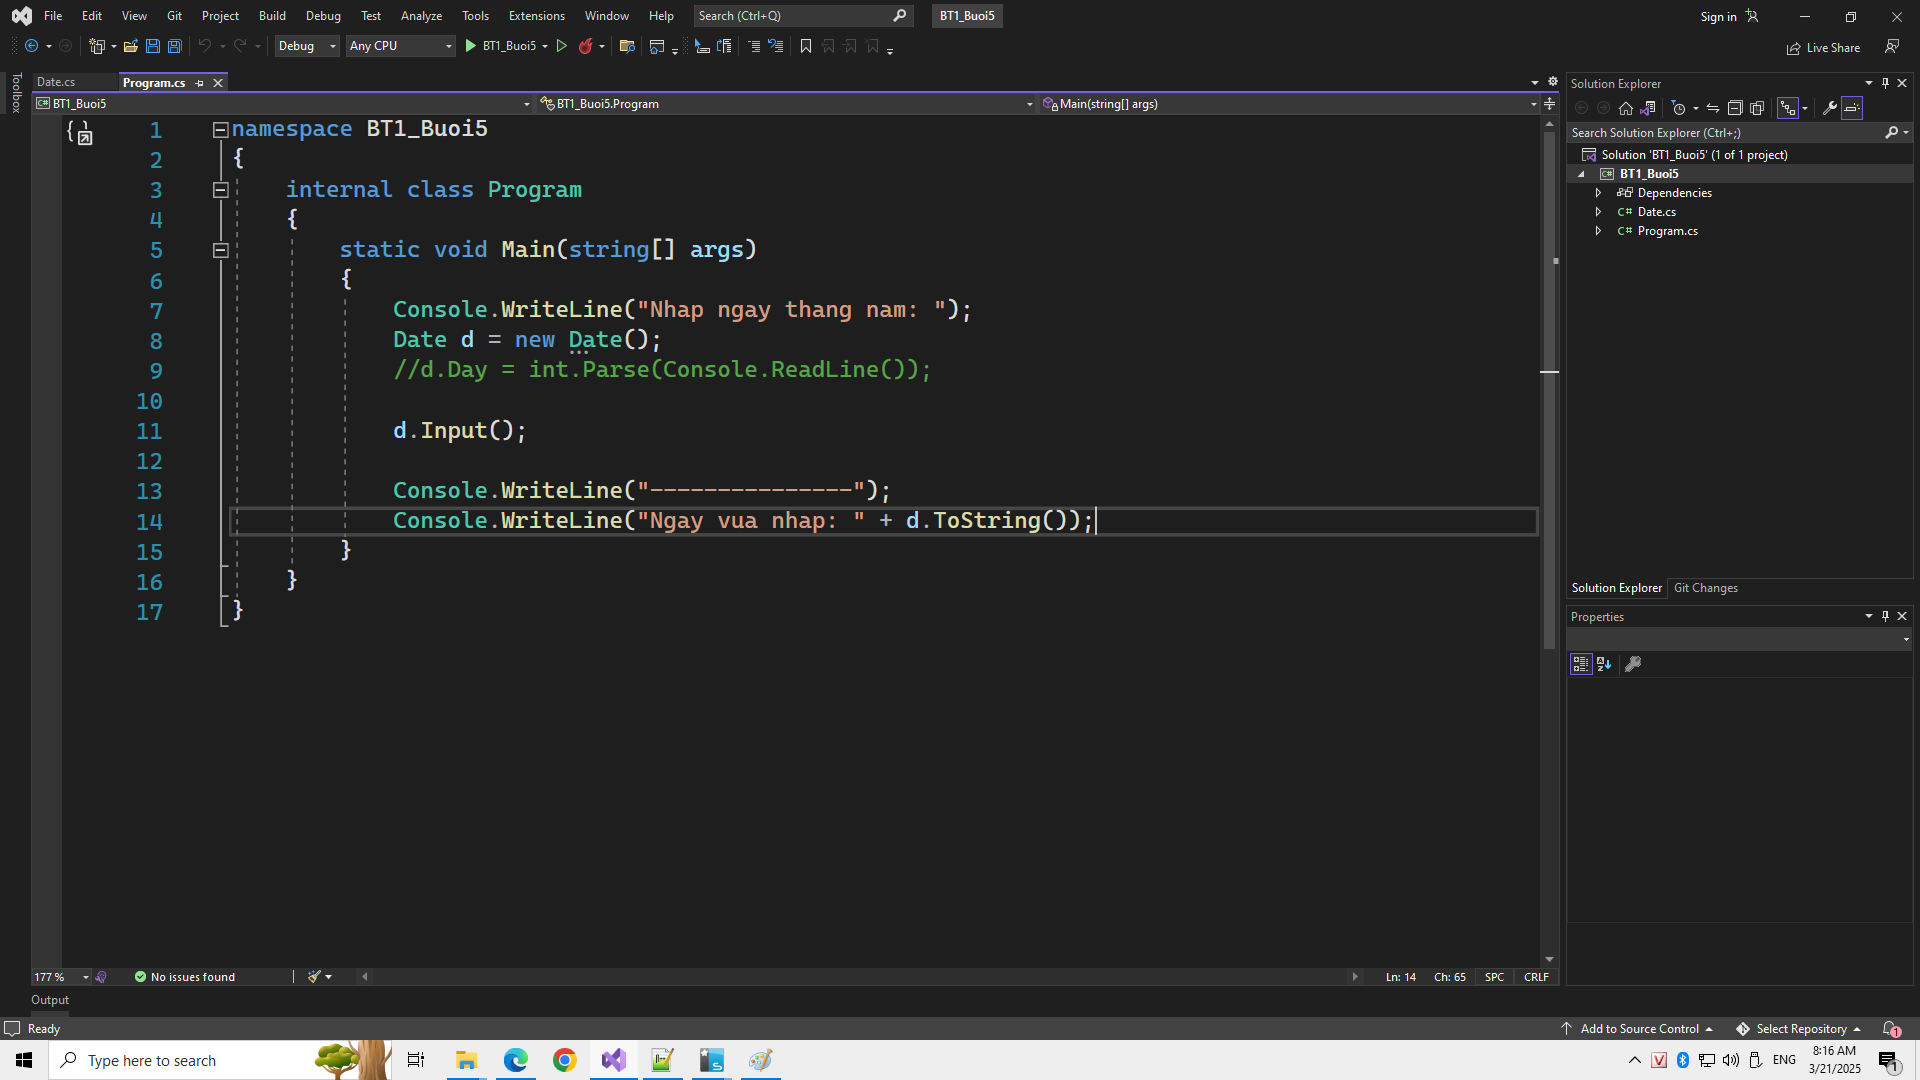 File Edit View Git Project Build Debug Test Analyze Tools Extensions Window Help Search (Ctrl+Q) BT1_Buoi5 Sign in
Debug Any CPU BT1_Buoi5 Live Share
Toolbox
Date.cs Program.cs
BT1_Buoi5 BT1_Buoi5.Program Main(string[] args)
1 namespace BT1_Buoi5
2 {
3 internal class Program
4 {
5 static void Main(string[] args)
6 {
7 Console.WriteLine("Nhap ngay thang nam: ");
8 Date d = new Date();
9 //d.Day = int.Parse(Console.ReadLine());
10
11 d.Input();
12
13 Console.WriteLine("---------------");
14 Console.WriteLine("Ngay vua nhap: " + d.ToString());
15 }
16 }
17 }
177 % No issues found Ln: 14 Ch: 65 SPC CRLF
Solution Explorer
Search Solution Explorer (Ctrl+;)
Solution 'BT1_Buoi5' (1 of 1 project)
BT1_Buoi5
Dependencies
C# Date.cs
C# Program.cs
Solution Explorer Git Changes
Properties
Output
Ready Add to Source Control Select Repository 1
Type here to search ENG 8:16 AM
3/21/2025 1